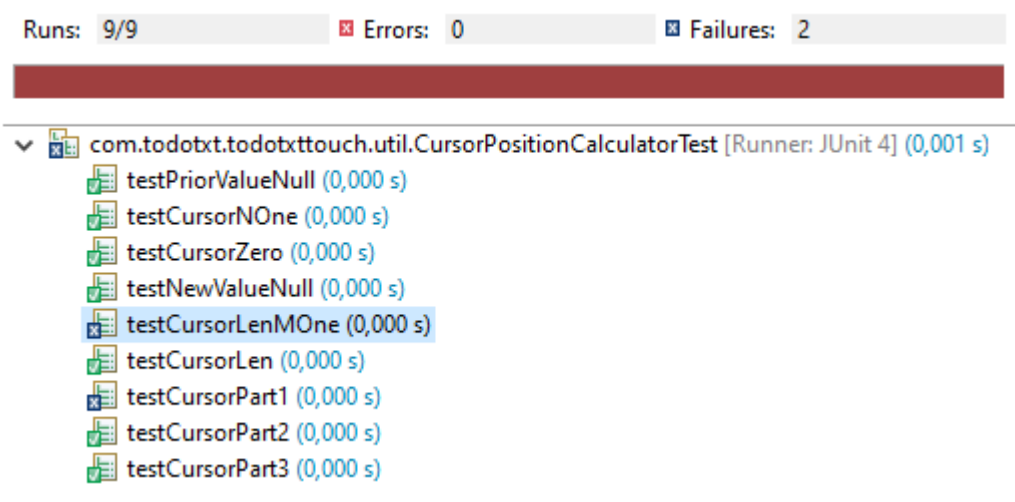 Runs: 9/9 Errors: 0 Failures: 2
com.todotxt.todotxttouch.util.CursorPositionCalculatorTest [Runner: JUnit 4] (0,001 s)
testPriorValueNull (0,000 s)
testCursorNOne (0,000 s)
testCursorZero (0,000 s)
testNewValueNull (0,000 s)
testCursorLenMOne (0,000 s)
testCursorLen (0,000 s)
testCursorPart1 (0,000 s)
testCursorPart2 (0,000 s)
testCursorPart3 (0,000 s)